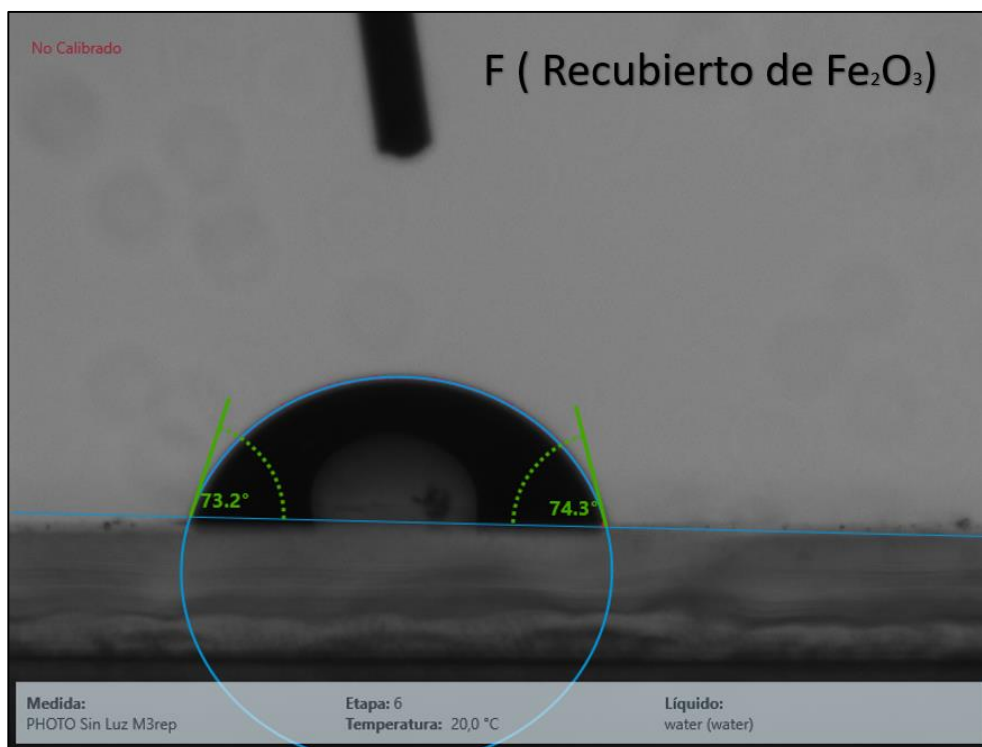 No Calibrado
F ( Recubierto de Fe₂O₃)
73.2°
74.3°
Medida:
PHOTO Sin Luz M3rep
Etapa: 6
Temperatura: 20,0 °C
Líquido:
water (water)